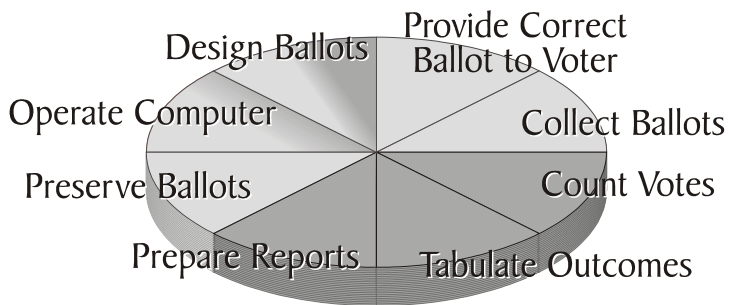 Provide Correct
Ballot to Voter
Collect Ballots
Count Votes
Tabulate Outcomes
Prepare Reports
Preserve Ballots
Operate Computer
Design Ballots